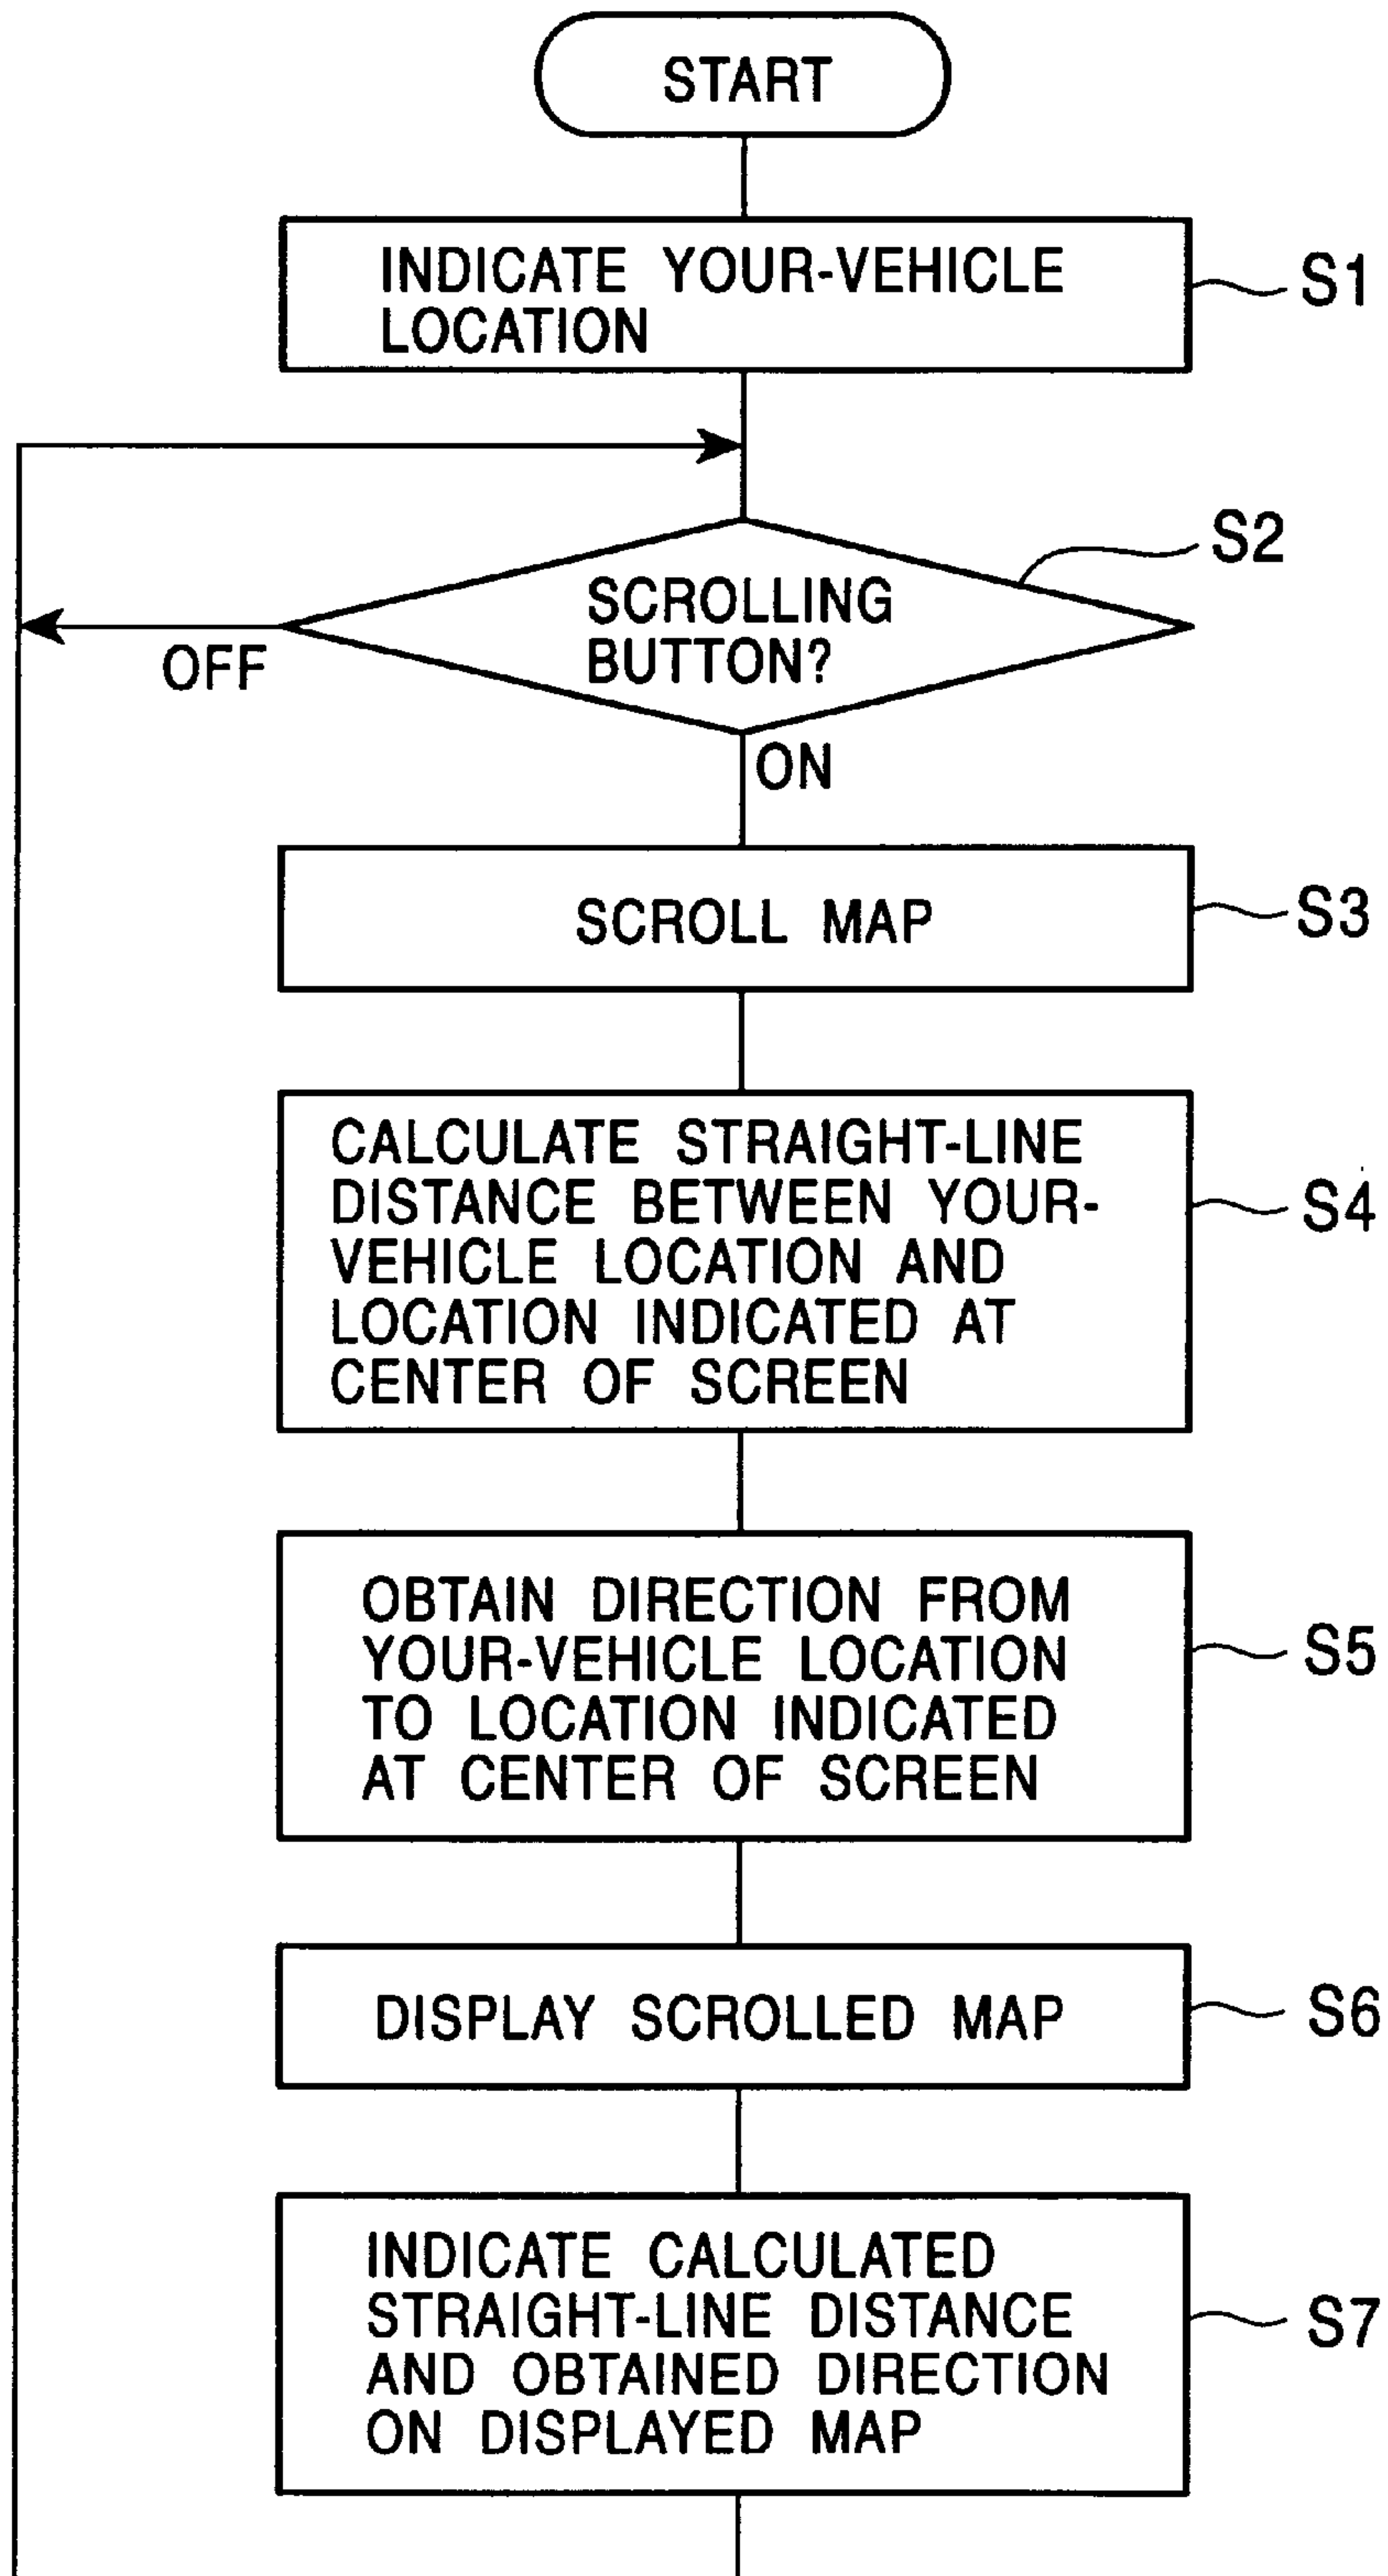 START
INDICATE YOUR-VEHICLE
LOCATION
S1
S2
SCROLLING
BUTTON?
OFF
ON
SCROLL MAP
S3
CALCULATE STRAIGHT-LINE
DISTANCE BETWEEN YOUR-
VEHICLE LOCATION AND
LOCATION INDICATED AT
CENTER OF SCREEN
S4
OBTAIN DIRECTION FROM
YOUR-VEHICLE LOCATION
TO LOCATION INDICATED
AT CENTER OF SCREEN
S5
DISPLAY SCROLLED MAP
S6
INDICATE CALCULATED
STRAIGHT-LINE DISTANCE
AND OBTAINED DIRECTION
ON DISPLAYED MAP
S7